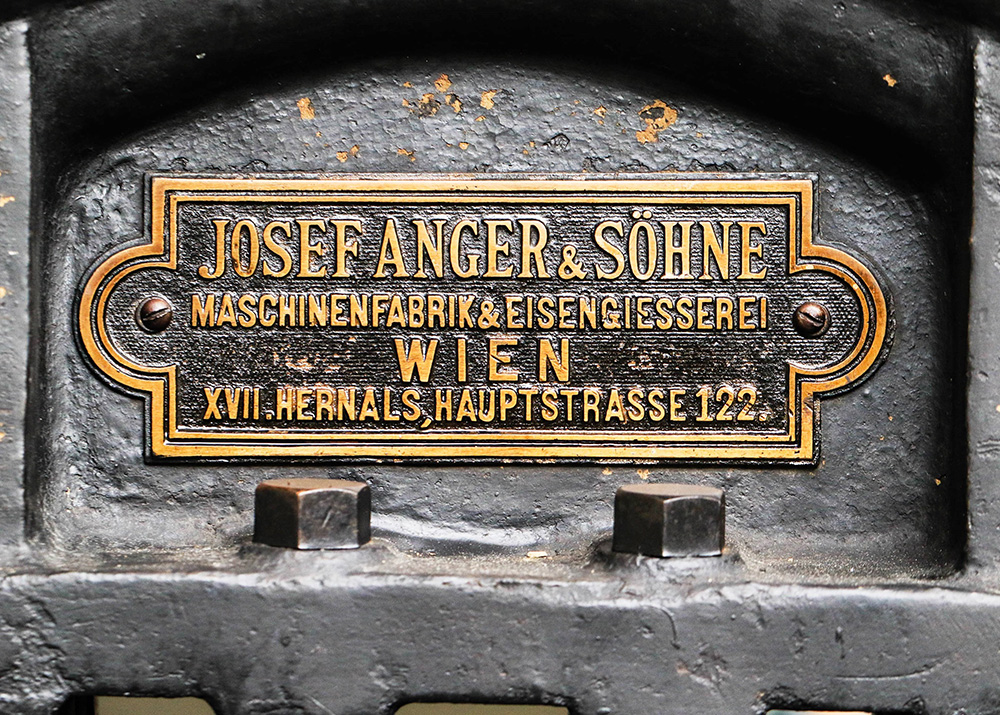 JOSEF ANGER & SÖHNE
MASCHINENFABRIK & EISENGIESSEREI
WIEN
XVII. HERNALS, HAUPTSTRASSE 122.